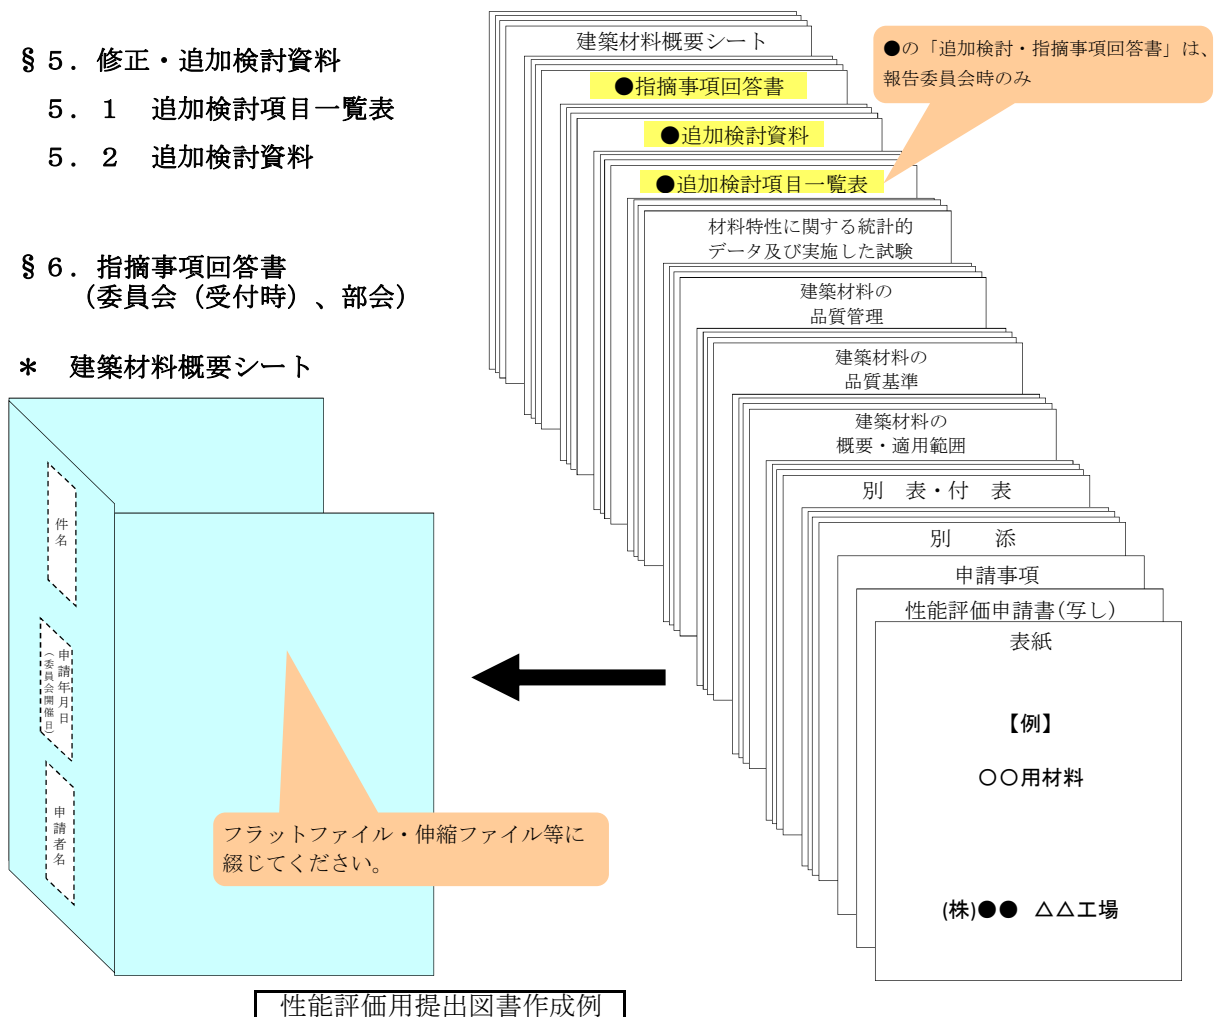 §５．修正・追加検討資料
５．１　追加検討項目一覧表
５．２　追加検討資料
§６．指摘事項回答書
（委員会（受付時）、部会）
＊　建築材料概要シート
建築材料概要シート
●指摘事項回答書
●追加検討資料
●追加検討項目一覧表
●の「追加検討・指摘事項回答書」は、
報告委員会時のみ
材料特性に関する統計的
データ及び実施した試験
建築材料の
品質管理
建築材料の
品質基準
建築材料の
概要・適用範囲
別　表・付　表
別　　添
申請事項
性能評価申請書(写し)
表紙
【例】
〇〇用材料
(株)●●　△△工場
件名
申請年月日
（委員会開催日）
申請者名
フラットファイル・伸縮ファイル等に
綴じてください。
性能評価用提出図書作成例